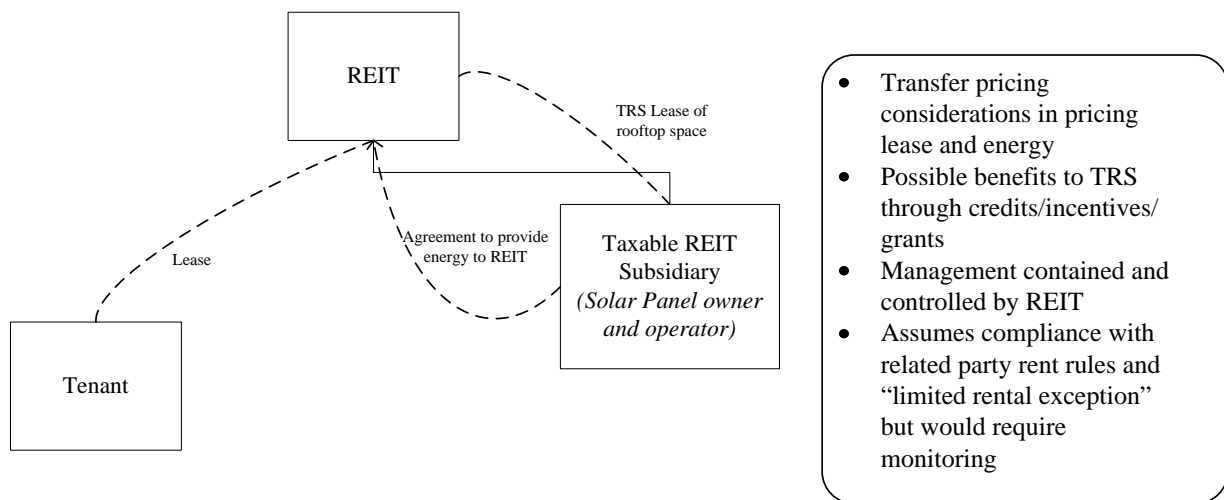 REIT
TRS Lease of
rooftop space
Agreement to provide
energy to REIT
Lease
Taxable REIT
Subsidiary
(Solar Panel owner
and operator)
Tenant
• Transfer pricing
considerations in pricing
lease and energy
• Possible benefits to TRS
through credits/incentives/
grants
• Management contained and
controlled by REIT
• Assumes compliance with
related party rent rules and
“limited rental exception”
but would require
monitoring